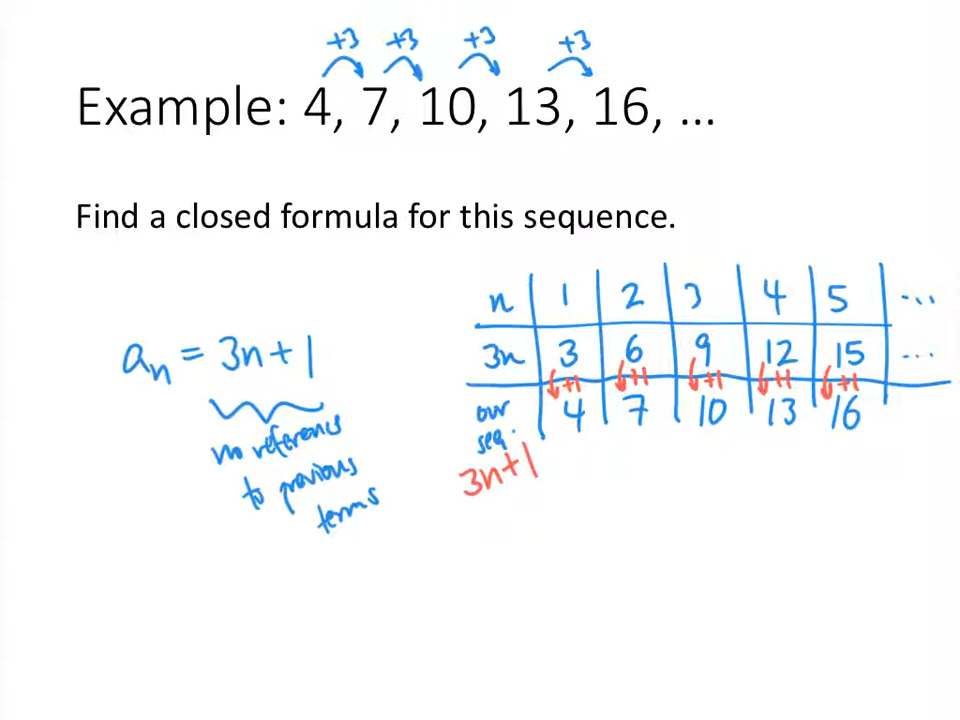 +3 +3 +3 +3
Example: 4, 7, 10, 13, 16, …
Find a closed formula for this sequence.
n 1 2 3 4 5 ...
3n 3 6 9 12 15 ...
+1 +1 +1 +1 +1
our seq. 4 7 10 13 16
3n+1
aₙ = 3n + 1
no reference
to previous
terms